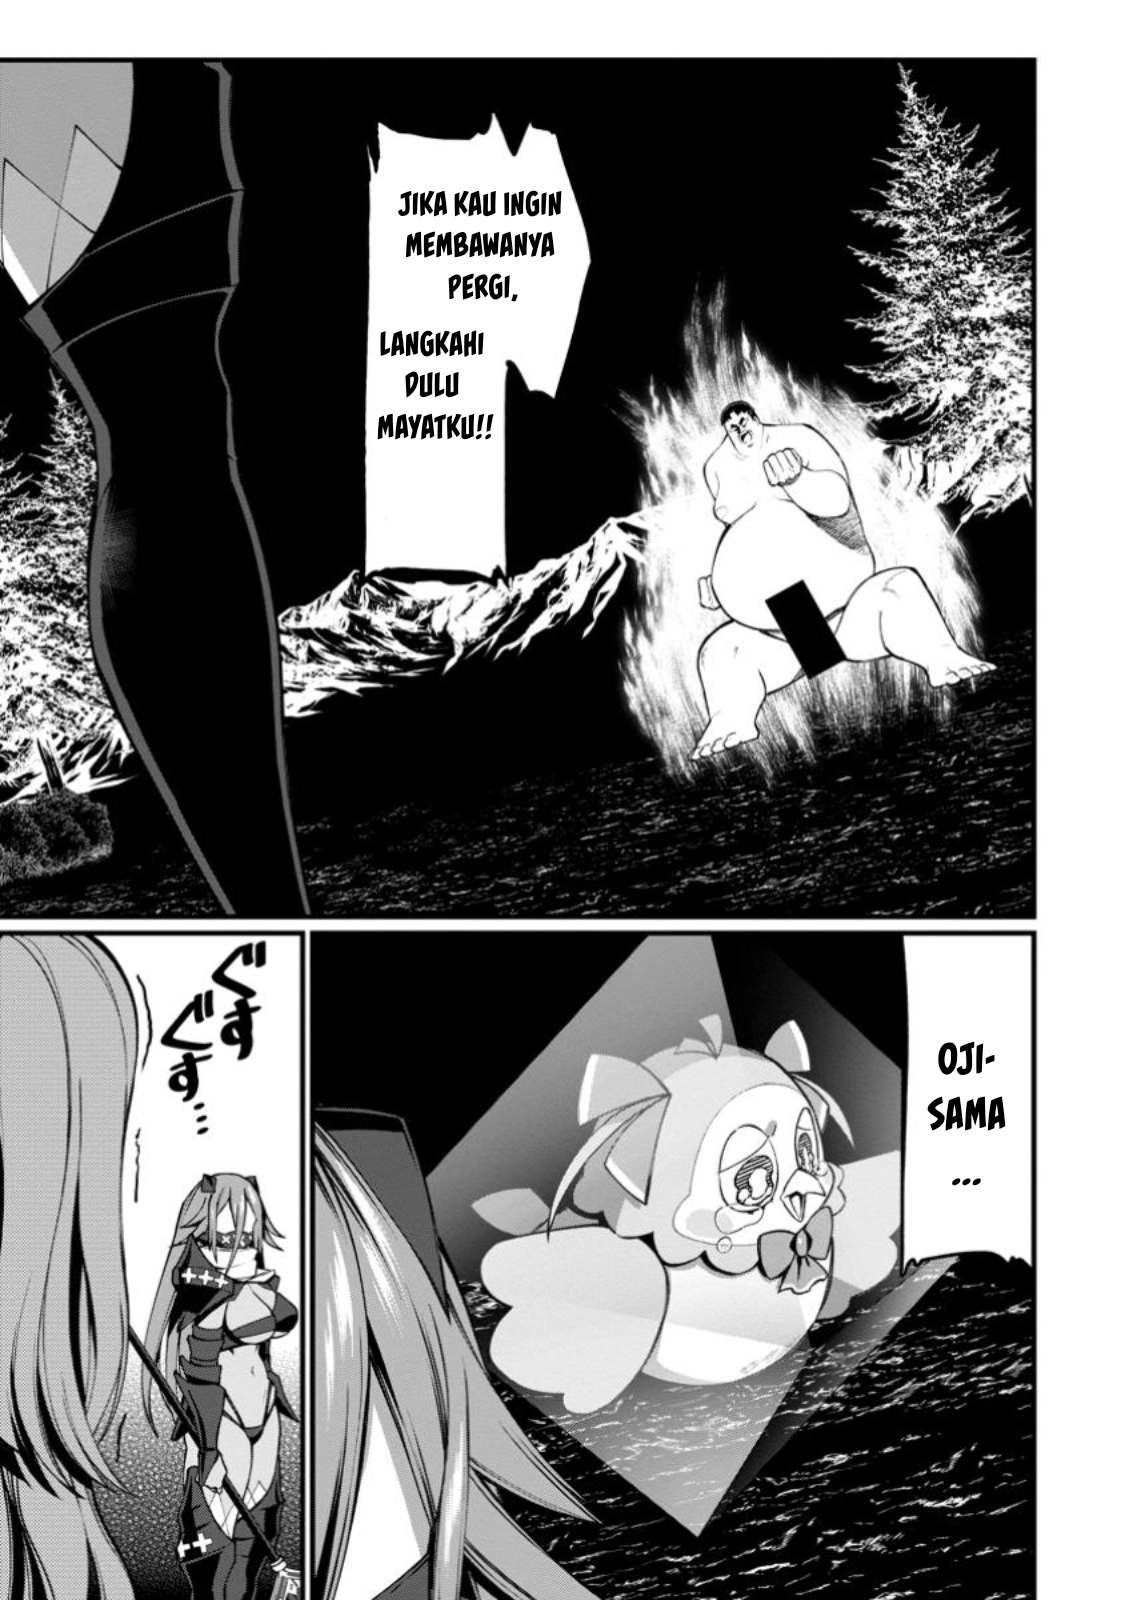 JIKA KAU INGIN
MEMBAWANYA
PERGI,
LANGKAHI
DULU
MAYATKU!!
OJI-
SAMA
...
ぐす
ぐす...